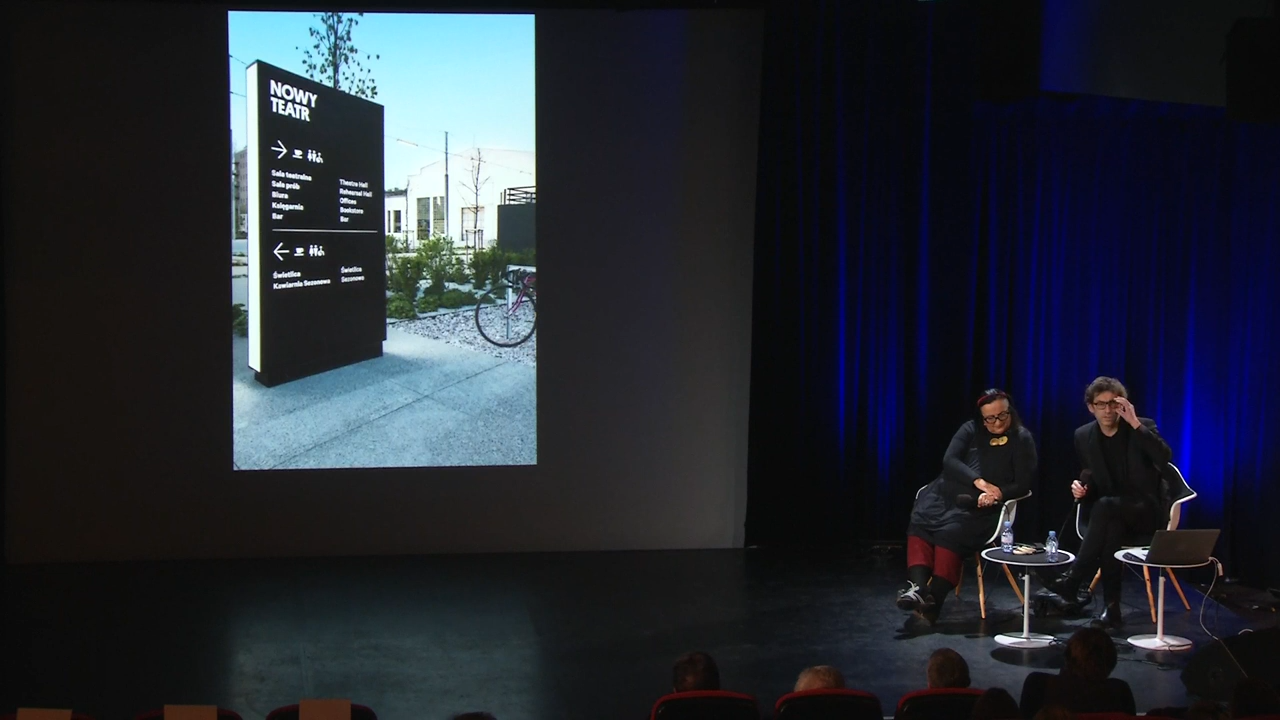 NOWY
TEATR
Sala teatralna
Sala prób
Biura
Księgarnia
Bar
Theatre Hall
Rehearsal Hall
Offices
Bookstore
Bar
Świetlica
Kawiarnia Sezonowa
Świetlica
Sezonowa